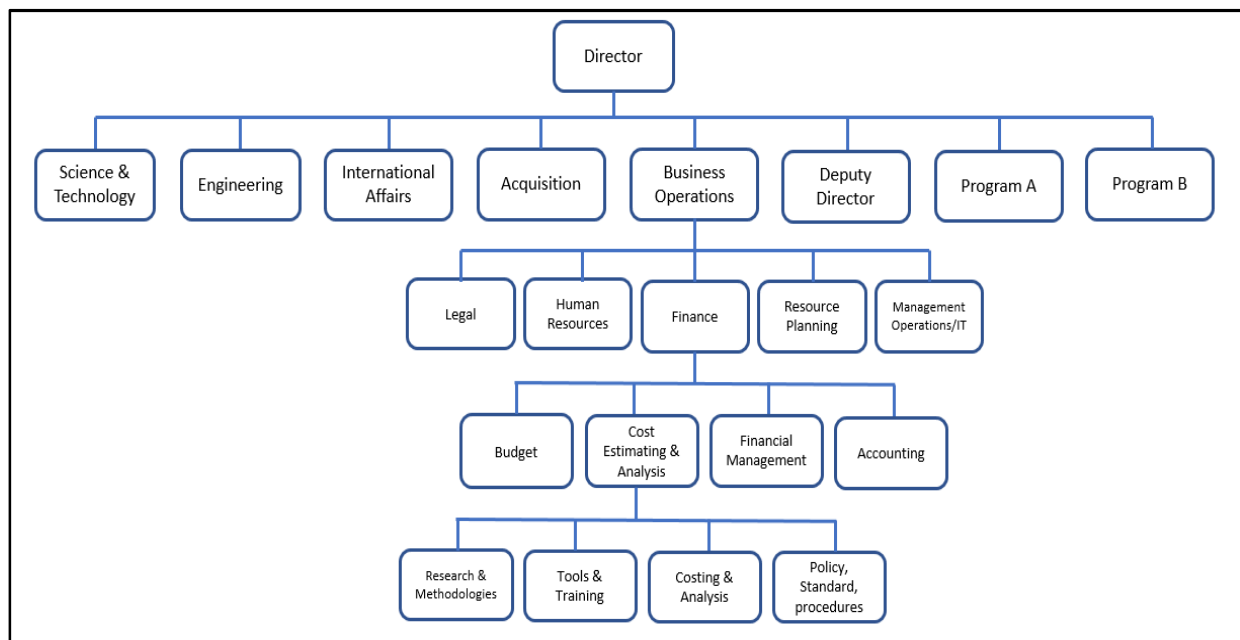 Director
Science &
Technology
Engineering
International
Affairs
Acquisition
Business
Operations
Deputy
Director
Program A
Program B
Legal
Human
Resources
Finance
Resource
Planning
Management
Operations/IT
Budget
Cost
Estimating &
Analysis
Financial
Management
Accounting
Research &
Methodologies
Tools &
Training
Costing &
Analysis
Policy,
Standard,
procedures